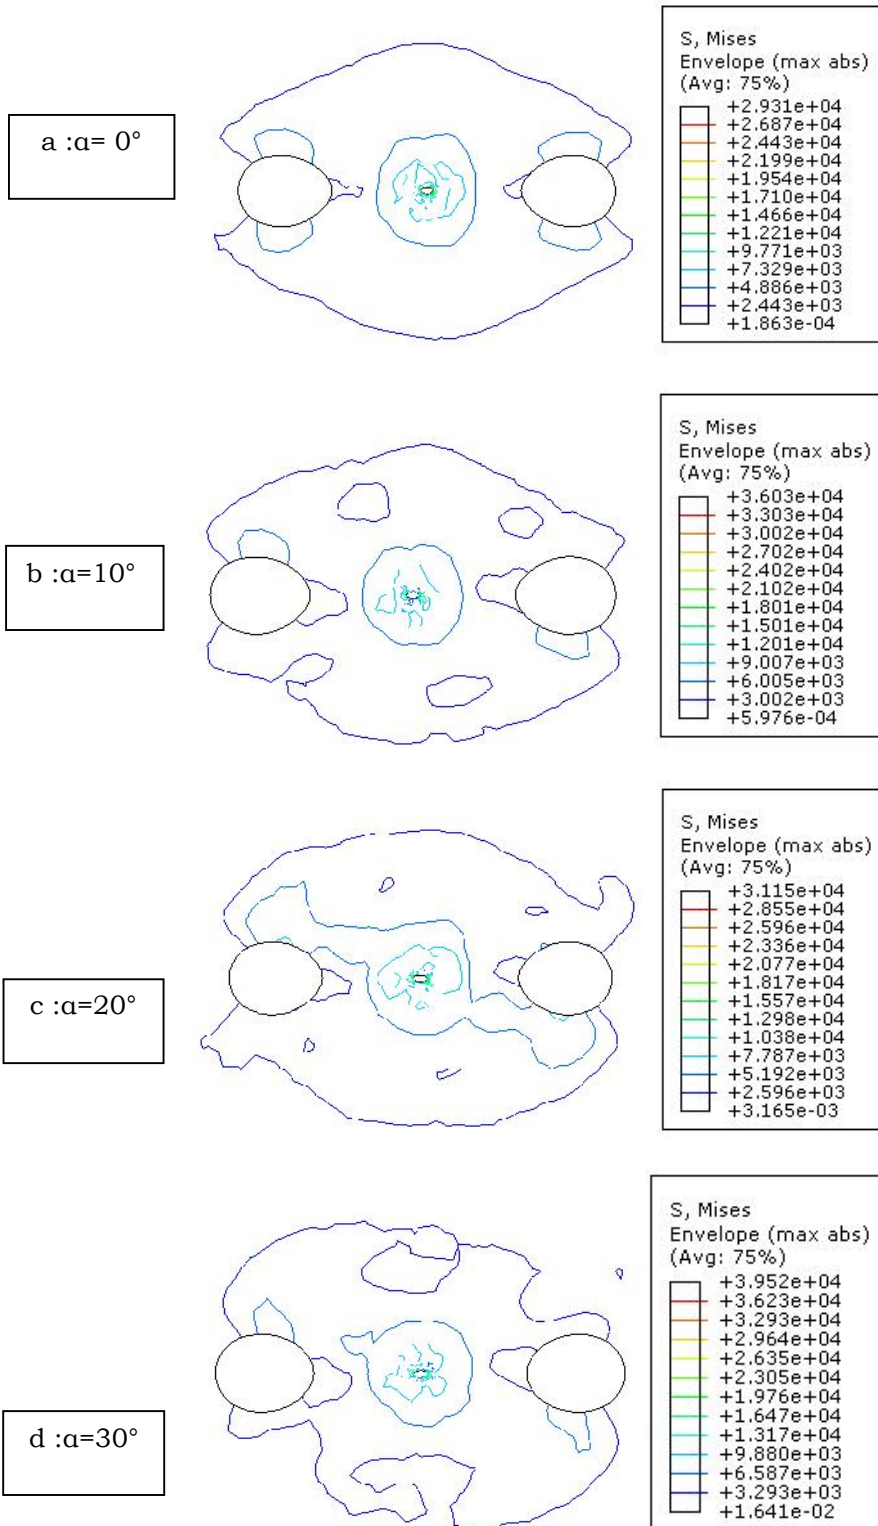 a :α= 0°
S, Mises
Envelope (max abs)
(Avg: 75%)
+2.931e+04
+2.687e+04
+2.443e+04
+2.199e+04
+1.954e+04
+1.710e+04
+1.466e+04
+1.221e+04
+9.771e+03
+7.329e+03
+4.886e+03
+2.443e+03
+1.863e-04
b :α=10°
S, Mises
Envelope (max abs)
(Avg: 75%)
+3.603e+04
+3.303e+04
+3.002e+04
+2.702e+04
+2.402e+04
+2.102e+04
+1.801e+04
+1.501e+04
+1.201e+04
+9.007e+03
+6.005e+03
+3.002e+03
+5.976e-04
c :α=20°
S, Mises
Envelope (max abs)
(Avg: 75%)
+3.115e+04
+2.855e+04
+2.596e+04
+2.336e+04
+2.077e+04
+1.817e+04
+1.557e+04
+1.298e+04
+1.038e+04
+7.787e+03
+5.192e+03
+2.596e+03
+3.165e-03
d :α=30°
S, Mises
Envelope (max abs)
(Avg: 75%)
+3.952e+04
+3.623e+04
+3.293e+04
+2.964e+04
+2.635e+04
+2.305e+04
+1.976e+04
+1.647e+04
+1.317e+04
+9.880e+03
+6.587e+03
+3.293e+03
+1.641e-02